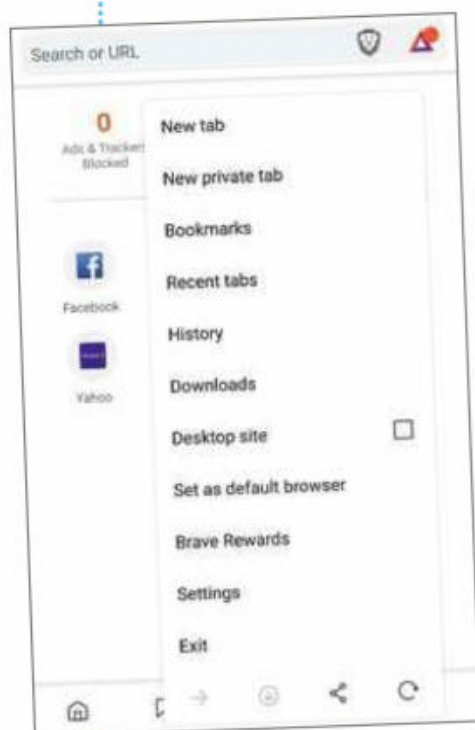 Search or URL
0
Ads & Trackers
Blocked
New tab
New private tab
Bookmarks
Recent tabs
History
Downloads
Desktop site
Set as default browser
Brave Rewards
Settings
Exit
Facebook
Yahoo